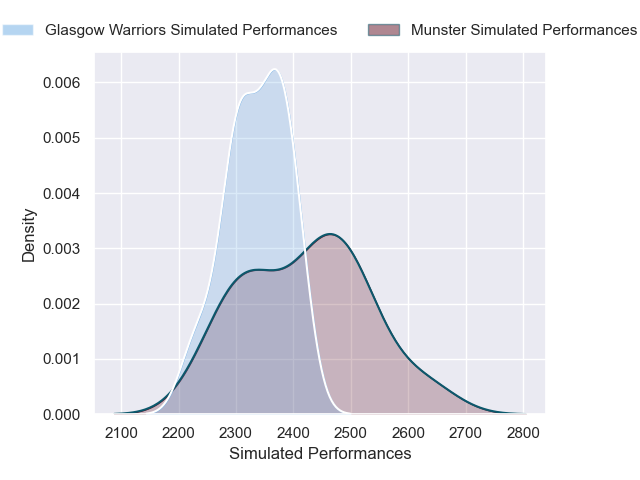 Glasgow Warriors Simulated Performances
Munster Simulated Performances
0.006
0.005
0.004
0.003
0.002
0.001
0.000
Density
2100 2200 2300 2400 2500 2600 2700 2800
Simulated Performances